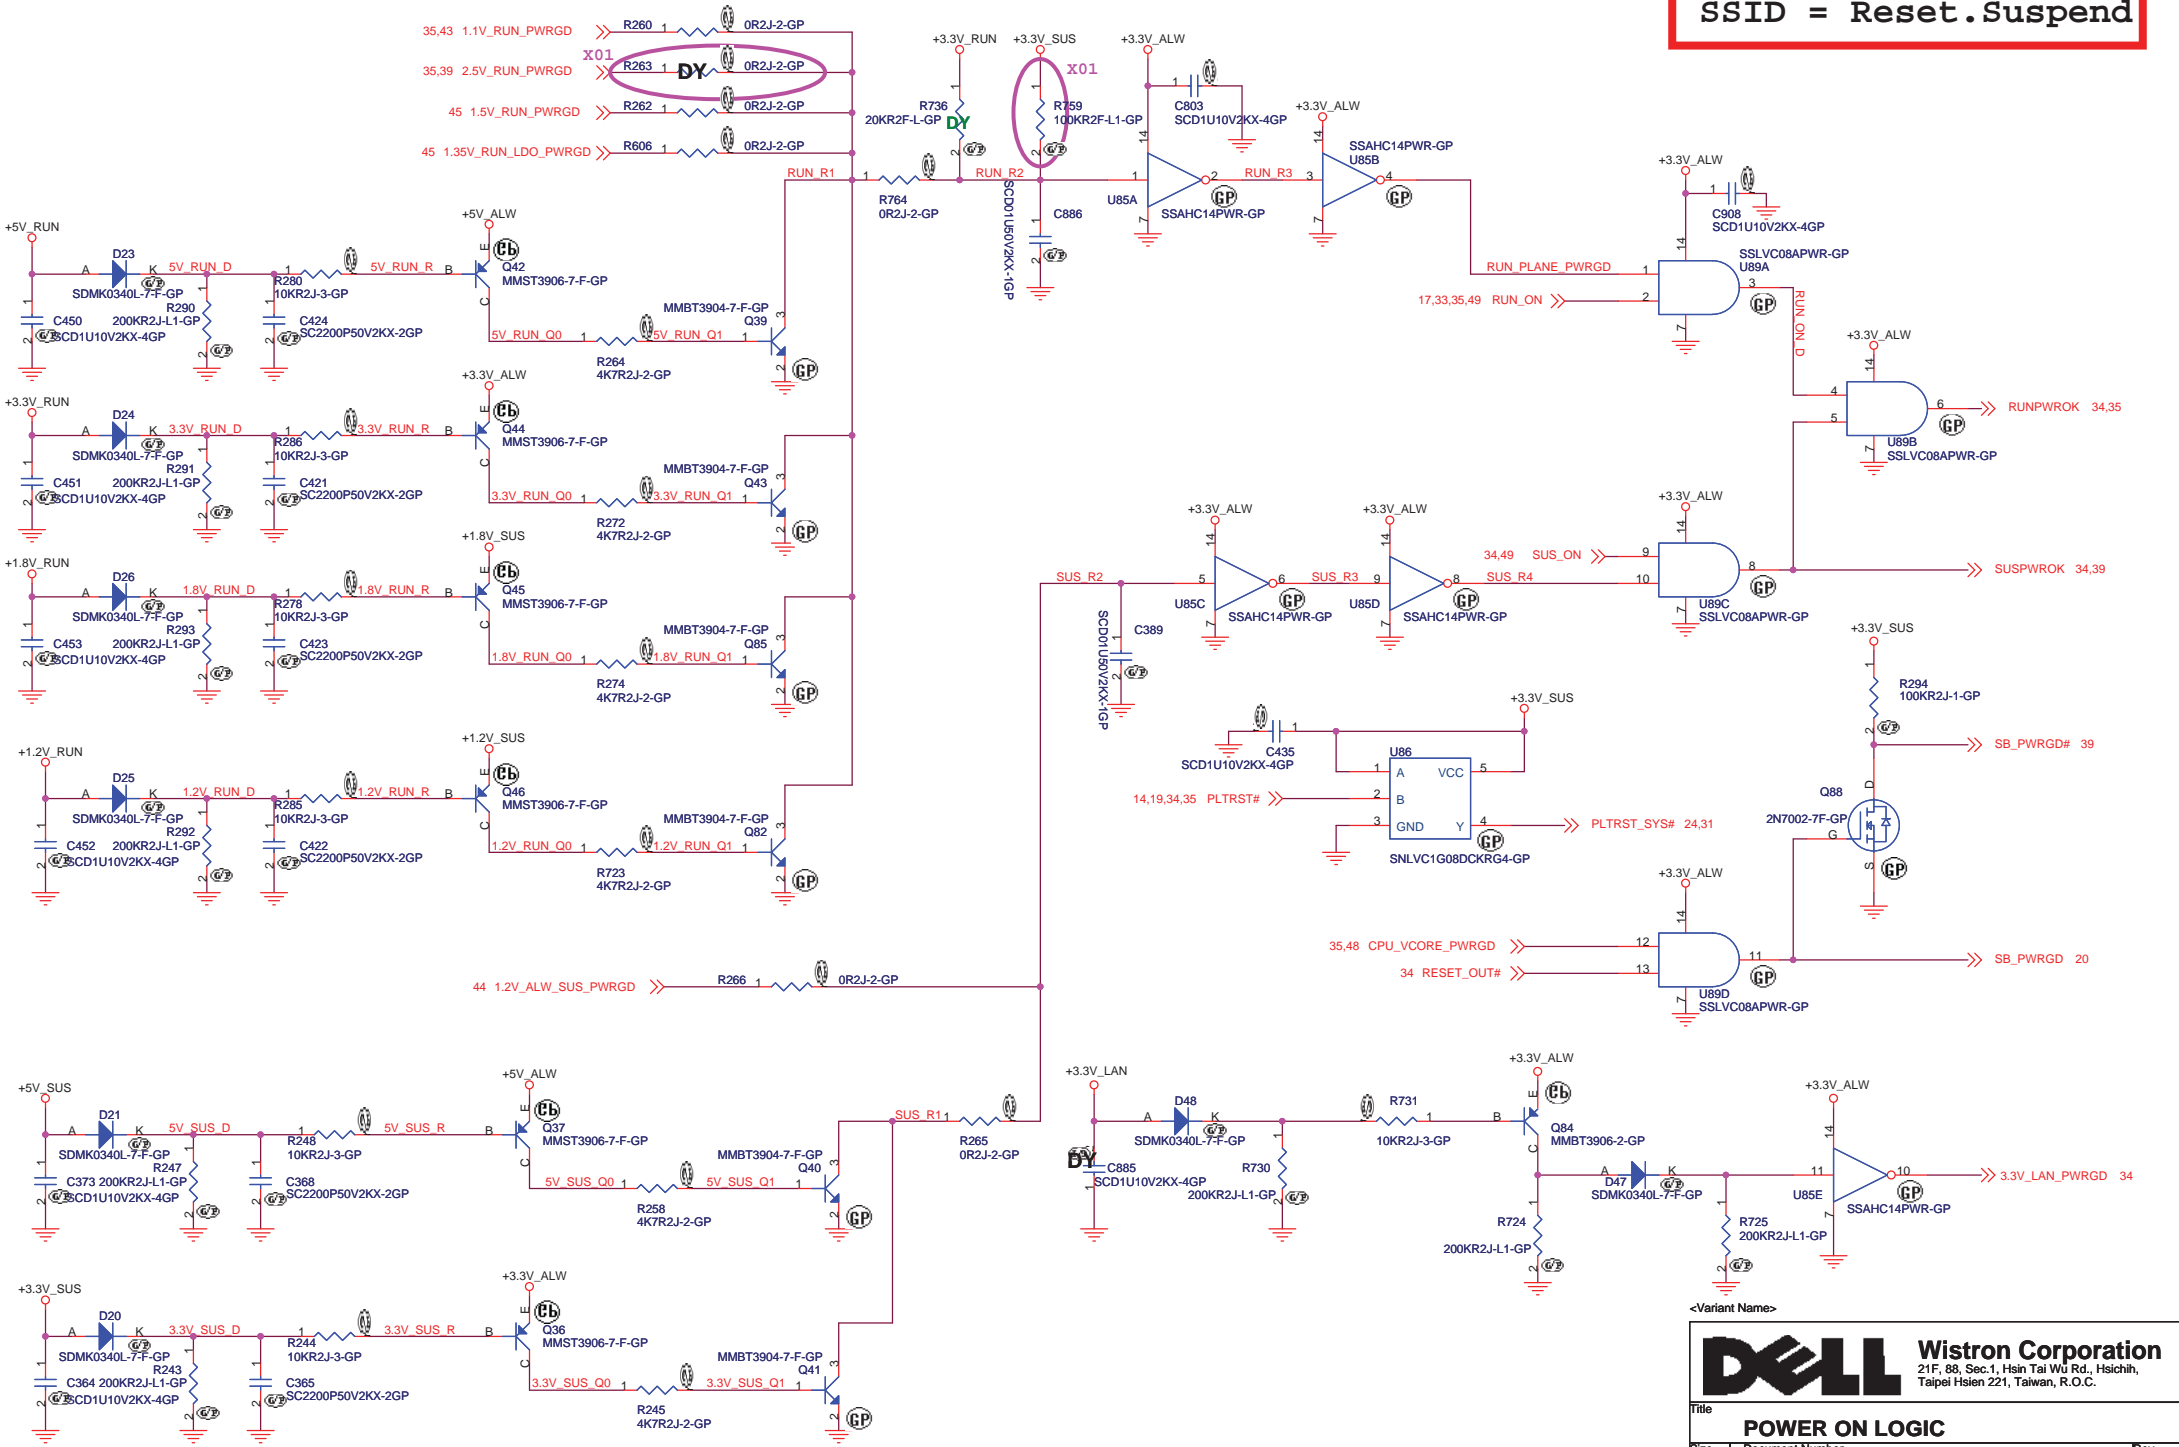 SSID = Reset.Suspend
35,43 1.1V_RUN_PWRGD
R260 1 0R2J-2-GP
X01
35,39 2.5V_RUN_PWRGD
R263 1 DY 0R2J-2-GP
45 1.5V_RUN_PWRGD
R262 1 0R2J-2-GP
45 1.35V_RUN_LDO_PWRGD
R606 1 0R2J-2-GP
+3.3V_RUN
R736
20KR2F-L-GP
DY
+3.3V_SUS
X01
R759
100KR2F-L1-GP
+3.3V_ALW
C803
SCD1U10V2KX-4GP
RUN_R1
R764
0R2J-2-GP
RUN_R2
C886
SCD01U50V2KX-1GP
U85A
SSAHC14PWR-GP
RUN_R3
+3.3V_ALW
SSAHC14PWR-GP
U85B
+3.3V_ALW
C908
SCD1U10V2KX-4GP
SSLVC08APWR-GP
U89A
RUN_PLANE_PWRGD
17,33,35,49 RUN_ON
RUN_ON_D
+3.3V_ALW
U89B
SSLVC08APWR-GP
RUNPWROK 34,35
+5V_RUN
D23
SDMK0340L-7-F-GP
5V_RUN_D
R280
10KR2J-3-GP
5V_RUN_R
R290
200KR2J-L1-GP
C450
SCD1U10V2KX-4GP
C424
SC2200P50V2KX-2GP
+5V_ALW
Q42
MMST3906-7-F-GP
5V_RUN_Q0
R264
4K7R2J-2-GP
5V_RUN_Q1
MMBT3904-7-F-GP
Q39
+3.3V_RUN
D24
SDMK0340L-7-F-GP
3.3V_RUN_D
R286
10KR2J-3-GP
3.3V_RUN_R
R291
200KR2J-L1-GP
C451
SCD1U10V2KX-4GP
C421
SC2200P50V2KX-2GP
+3.3V_ALW
Q44
MMST3906-7-F-GP
3.3V_RUN_Q0
R272
4K7R2J-2-GP
3.3V_RUN_Q1
MMBT3904-7-F-GP
Q43
+1.8V_RUN
D26
SDMK0340L-7-F-GP
1.8V_RUN_D
R278
10KR2J-3-GP
1.8V_RUN_R
R293
200KR2J-L1-GP
C453
SCD1U10V2KX-4GP
C423
SC2200P50V2KX-2GP
+1.8V_SUS
Q45
MMST3906-7-F-GP
1.8V_RUN_Q0
R274
4K7R2J-2-GP
1.8V_RUN_Q1
MMBT3904-7-F-GP
Q85
+1.2V_RUN
D25
SDMK0340L-7-F-GP
1.2V_RUN_D
R285
10KR2J-3-GP
1.2V_RUN_R
R292
200KR2J-L1-GP
C452
SCD1U10V2KX-4GP
C422
SC2200P50V2KX-2GP
+1.2V_SUS
Q46
MMST3906-7-F-GP
1.2V_RUN_Q0
R723
4K7R2J-2-GP
1.2V_RUN_Q1
MMBT3904-7-F-GP
Q82
SUS_R2
C389
SCD01U50V2KX-1GP
+3.3V_ALW
U85C
SSAHC14PWR-GP
SUS_R3
+3.3V_ALW
U85D
SSAHC14PWR-GP
SUS_R4
34,49 SUS_ON
+3.3V_ALW
U89C
SSLVC08APWR-GP
SUSPWROK 34,39
+3.3V_SUS
C435
SCD1U10V2KX-4GP
U86
1 A VCC 5
14,19,34,35 PLTRST# 2 B
3 GND Y 4
SNLVC1G08DCKRG4-GP
PLTRST_SYS# 24,31
+3.3V_SUS
R294
100KR2J-1-GP
SB_PWRGD# 39
Q88
2N7002-7F-GP
+3.3V_ALW
35,48 CPU_VCORE_PWRGD
34 RESET_OUT#
U89D
SSLVC08APWR-GP
SB_PWRGD 20
44 1.2V_ALW_SUS_PWRGD
R266 1 0R2J-2-GP
+5V_SUS
D21
SDMK0340L-7-F-GP
5V_SUS_D
R248
10KR2J-3-GP
5V_SUS_R
R247
200KR2J-L1-GP
C373
SCD1U10V2KX-4GP
C368
SC2200P50V2KX-2GP
+5V_ALW
Q37
MMST3906-7-F-GP
5V_SUS_Q0
R258
4K7R2J-2-GP
5V_SUS_Q1
MMBT3904-7-F-GP
Q40
SUS_R1
R265
0R2J-2-GP
+3.3V_SUS
D20
SDMK0340L-7-F-GP
3.3V_SUS_D
R244
10KR2J-3-GP
3.3V_SUS_R
R243
200KR2J-L1-GP
C364
SCD1U10V2KX-4GP
C365
SC2200P50V2KX-2GP
+3.3V_ALW
Q36
MMST3906-7-F-GP
3.3V_SUS_Q0
R245
4K7R2J-2-GP
3.3V_SUS_Q1
MMBT3904-7-F-GP
Q41
+3.3V_LAN
D48
SDMK0340L-7-F-GP
DY
C885
SCD1U10V2KX-4GP
R730
200KR2J-L1-GP
R731
10KR2J-3-GP
+3.3V_ALW
Q84
MMBT3906-2-GP
D47
SDMK0340L-7-F-GP
R724
200KR2J-L1-GP
R725
200KR2J-L1-GP
+3.3V_ALW
U85E
SSAHC14PWR-GP
3.3V_LAN_PWRGD 34
<Variant Name>
DELL
Wistron Corporation
21F, 88, Sec.1, Hsin Tai Wu Rd., Hsichih,
Taipei Hsien 221, Taiwan, R.O.C.
Title
POWER ON LOGIC